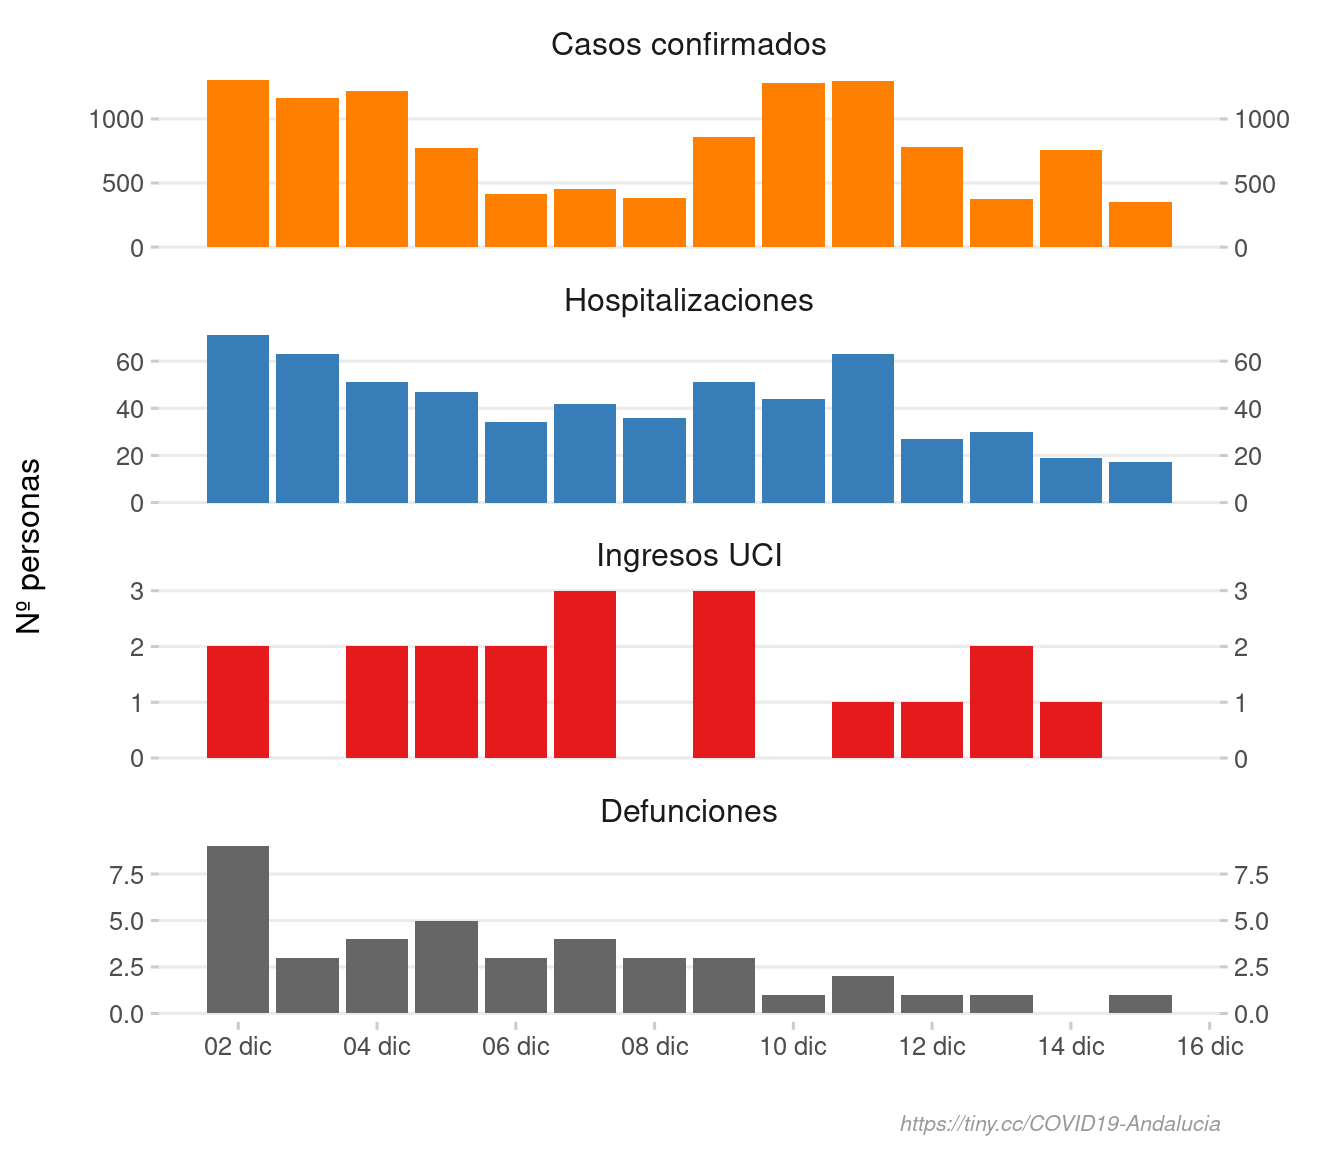 Casos confirmados
1000 1000
500 500
0 0
Hospitalizaciones
60 60
40 40
20 20
0 0
Nº personas
Ingresos UCI
3 3
2 2
1 1
0 0
Defunciones
7.5 7.5
5.0 5.0
2.5 2.5
0.0 0.0
02 dic 04 dic 06 dic 08 dic 10 dic 12 dic 14 dic 16 dic
https://tiny.cc/COVID19-Andalucia